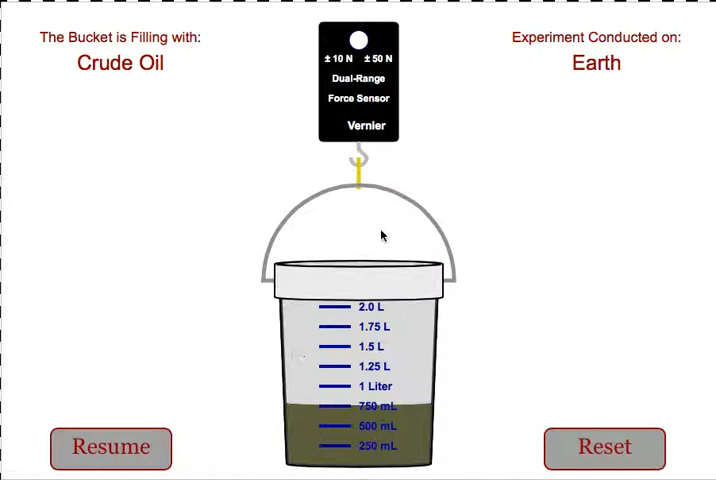 The Bucket is Filling with:
Crude Oil
± 10 N ± 50 N
Dual-Range
Force Sensor
Vernier
Experiment Conducted on:
Earth
2.0 L
1.75 L
1.5 L
1.25 L
1 Liter
750 mL
500 mL
250 mL
Resume
Reset